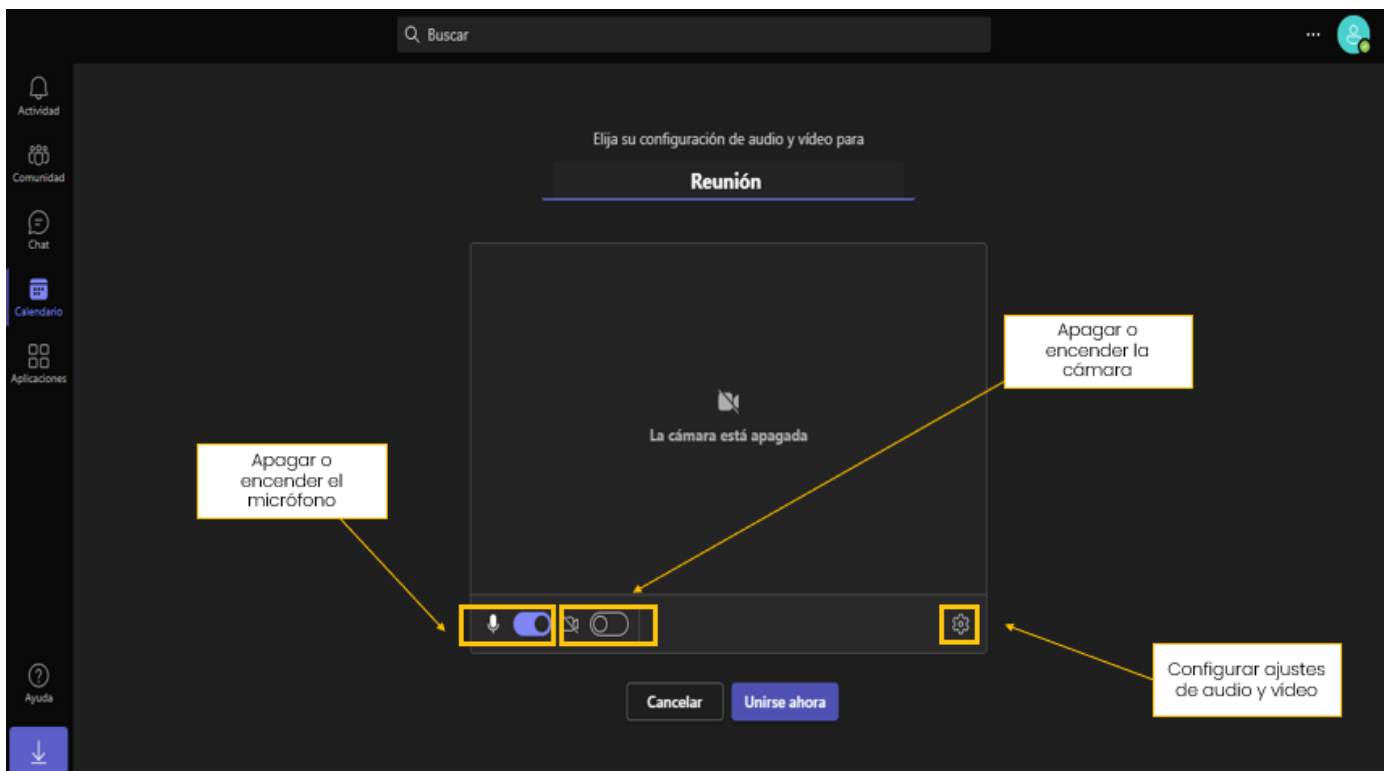 Buscar
Actividad
Comunidad
Chat
Calendario
Aplicaciones
Elija su configuración de audio y vídeo para
Reunión
La cámara está apagada
Apagar o
encender la
cámara
Apagar o
encender el
micrófono
Configurar ajustes
de audio y vídeo
Cancelar
Unirse ahora
Ayuda